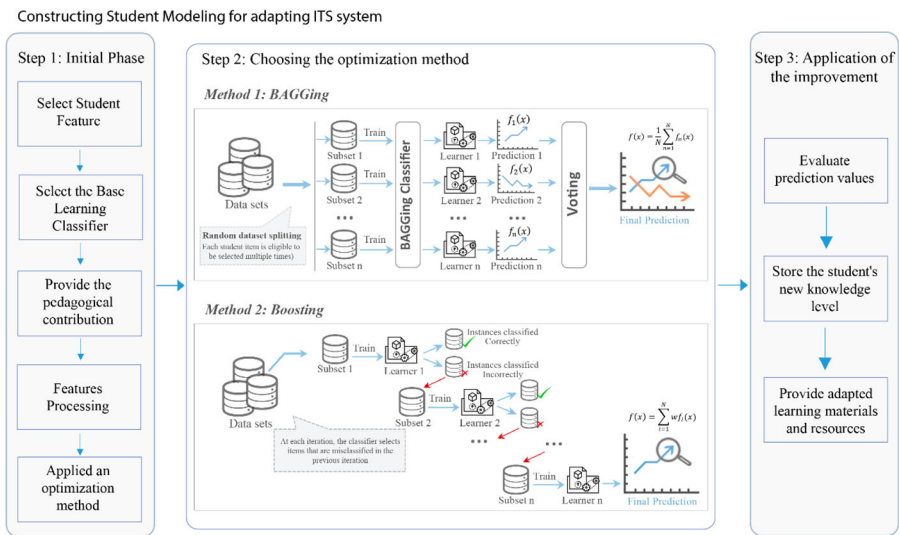 Constructing Student Modeling for adapting ITS system
Step 1: Initial Phase
Select Student
Feature
Select the Base
Learning
Classifier
Provide the
pedagogical
contribution
Features
Processing
Applied an
optimization
method
Step 2: Choosing the optimization method
Method 1: BAGGing
Data sets
Random dataset splitting
Each student item is eligible to
be selected multiple times)
Subset 1
Subset 2
...
Subset n
Train
Train
Train
BAGGing Classifier
Learner 1
Learner 2
...
Learner n
f₁(x)
Prediction 1
f₂(x)
Prediction 2
...
fₙ(x)
Prediction n
Voting
f(x) = 1/N ∑ᴺₙ₌₁ fₙ(x)
Final Prediction
Method 2: Boosting
Data sets
At each iteration, the classifier selects
items that are misclassified in the
previous iteration
Subset 1
Train
Learner 1
Instances classified
Correctly
Instances classified
Incorrectly
Subset 2
Train
Learner 2
...
...
Subset n
Train
Learner n
f(x) = ∑ᴺᵢ₌₁ wfᵢ(x)
Final Prediction
Step 3: Application of
the improvement
Evaluate
prediction values
Store the student's
new knowledge
level
Provide adapted
learning materials
and resources